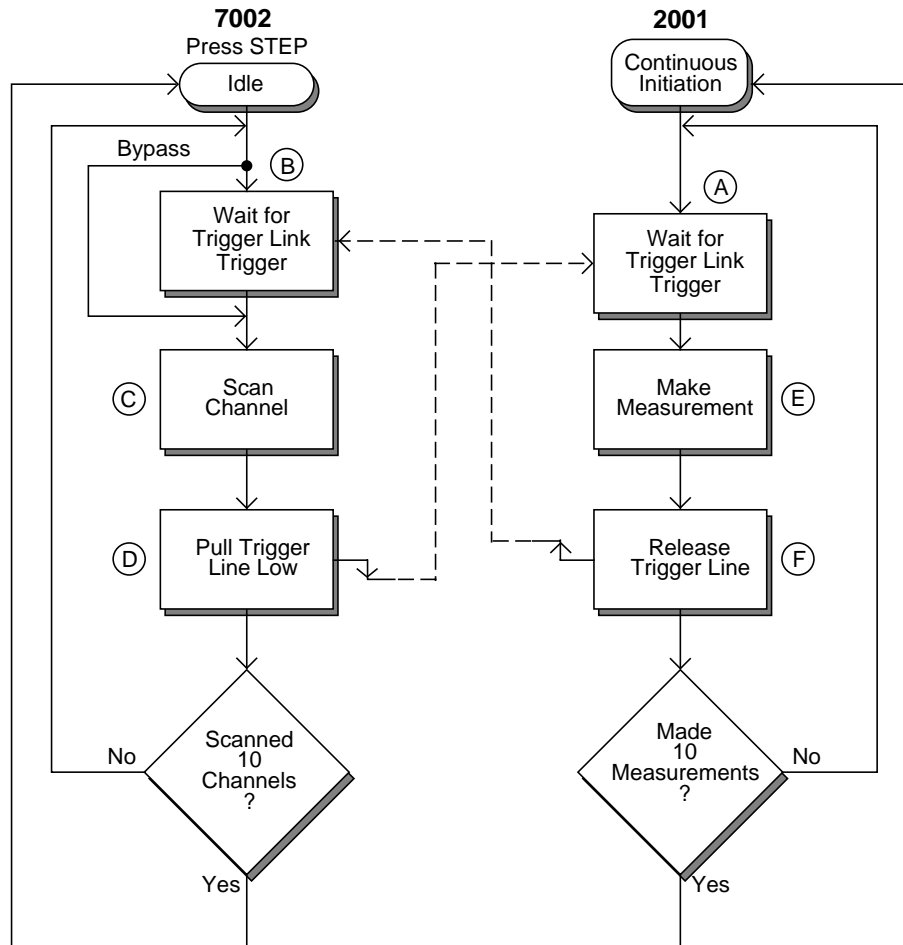 7002
Press STEP
Idle
Bypass
B
Wait for
Trigger Link
Trigger
C
Scan
Channel
D
Pull Trigger
Line Low
No
Scanned
10
Channels
?
Yes
2001
Continuous
Initiation
A
Wait for
Trigger Link
Trigger
Make
Measurement
E
Release
Trigger Line
F
Made
10
Measurements
?
No
Yes